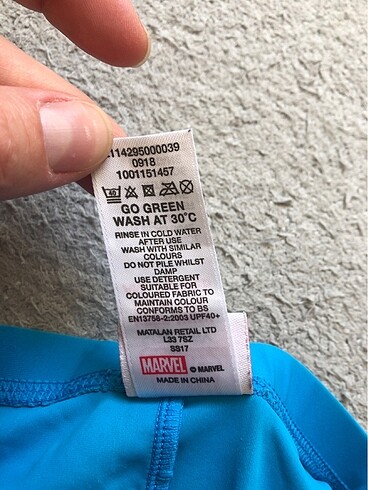 114295000039
0918
1001151457
40
GO GREEN
WASH AT 30°C
RINSE IN COLD WATER
AFTER USE
WASH WITH SIMILAR
COLOURS
DO NOT PILE WHILST
DAMP
USE DETERGENT
SUITABLE FOR
COLOURED FABRIC TO
MAINTAIN COLOUR
CONFORMS TO BS
EN13758-2:2003 UPF40+
MATALAN RETAIL LTD
L33 7SZ
SS17
MARVEL © MARVEL
MADE IN CHINA